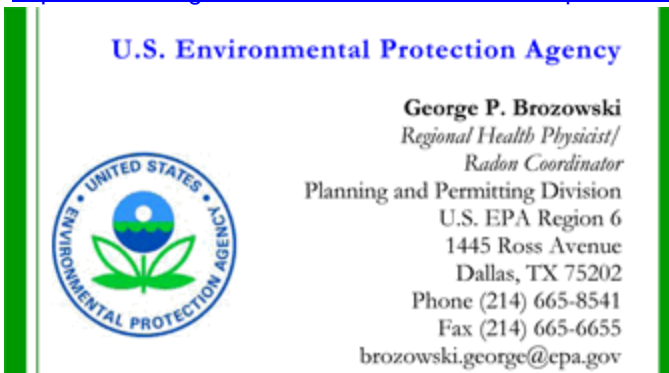 U.S. Environmental Protection Agency
George P. Brozowski
Regional Health Physicist/
Radon Coordinator
Planning and Permitting Division
U.S. EPA Region 6
1445 Ross Avenue
Dallas, TX 75202
Phone (214) 665-8541
Fax (214) 665-6655
brozowski.george@epa.gov
UNITED STATES
ENVIRONMENTAL PROTECTION AGENCY